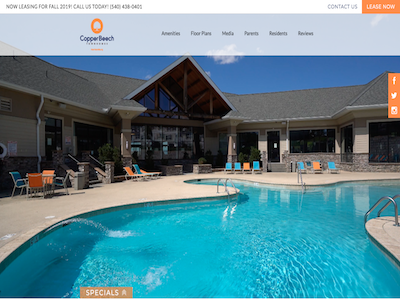 NOW LEASING FOR FALL 2019! CALL US TODAY! (540) 438-0401
CONTACT US
LEASE NOW
CopperBeech
TOWNHOMES
Amenities
Floor Plans
Media
Parents
Residents
Reviews
SPECIALS